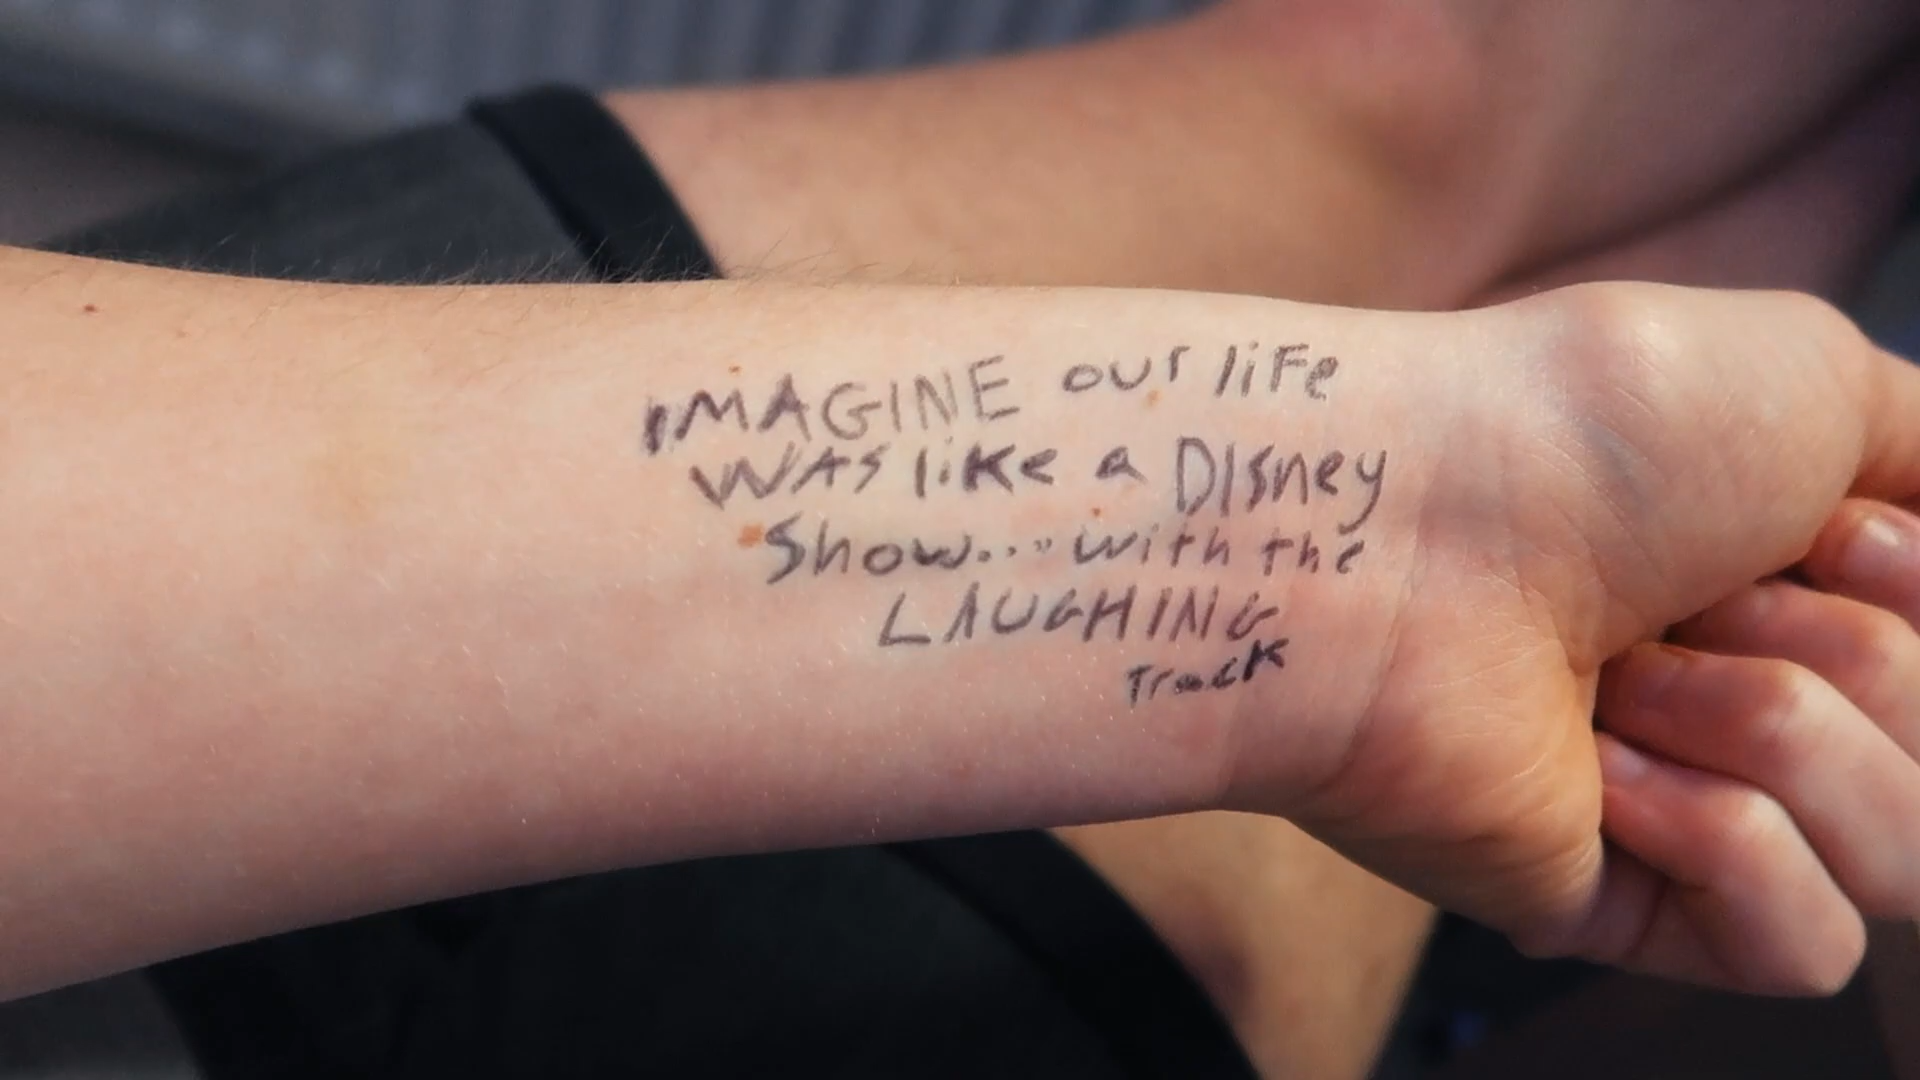 IMAGINE our liFe
WAS like a DIsney
Show... with the
LAUGHING
Track